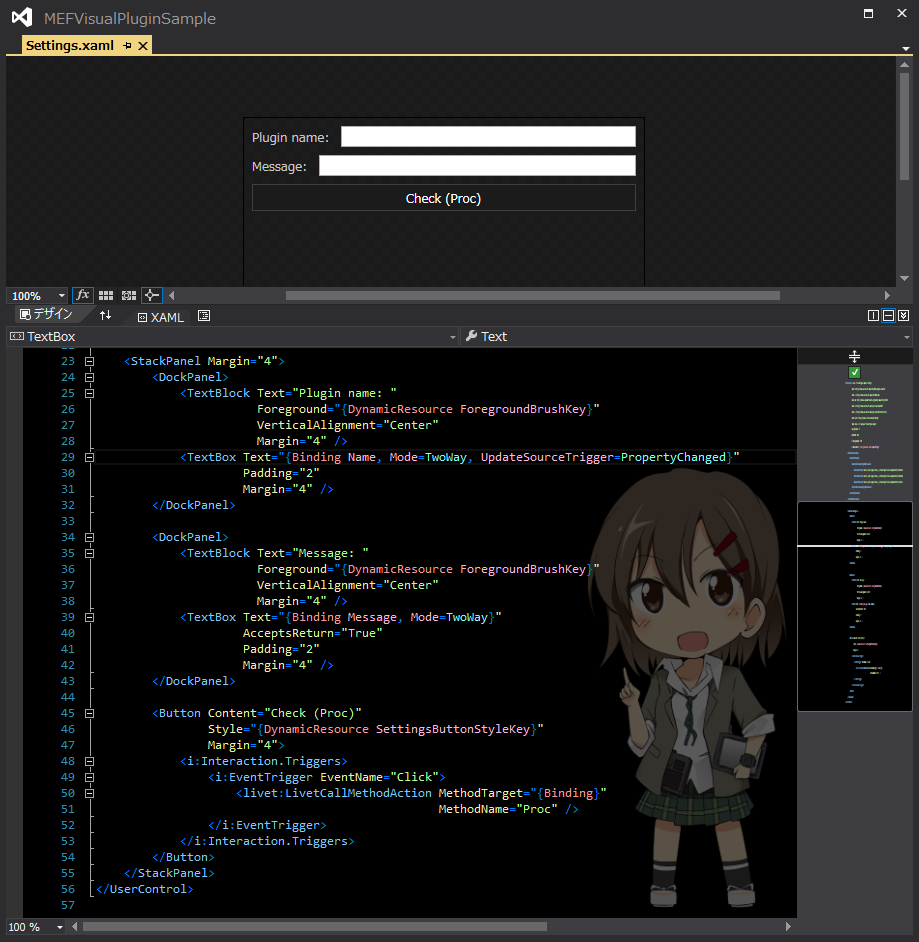 MEFVisualPluginSample
Settings.xaml
Plugin name:
Message:
Check (Proc)
100%
fx
デザイン
XAML
TextBox
Text
23 <StackPanel Margin="4">
24 <DockPanel>
25 <TextBlock Text="Plugin name: "
26 Foreground="{DynamicResource ForegroundBrushKey}"
27 VerticalAlignment="Center"
28 Margin="4" />
29 <TextBox Text="{Binding Name, Mode=TwoWay, UpdateSourceTrigger=PropertyChanged}"
30 Padding="2"
31 Margin="4" />
32 </DockPanel>
33
34 <DockPanel>
35 <TextBlock Text="Message: "
36 Foreground="{DynamicResource ForegroundBrushKey}"
37 VerticalAlignment="Center"
38 Margin="4" />
39 <TextBox Text="{Binding Message, Mode=TwoWay}"
40 AcceptsReturn="True"
41 Padding="2"
42 Margin="4" />
43 </DockPanel>
44
45 <Button Content="Check (Proc)"
46 Style="{DynamicResource SettingsButtonStyleKey}"
47 Margin="4">
48 <i:Interaction.Triggers>
49 <i:EventTrigger EventName="Click">
50 <livet:LivetCallMethodAction MethodTarget="{Binding}"
51 MethodName="Proc" />
52 </i:EventTrigger>
53 </i:Interaction.Triggers>
54 </Button>
55 </StackPanel>
56 </UserControl>
57
100 %